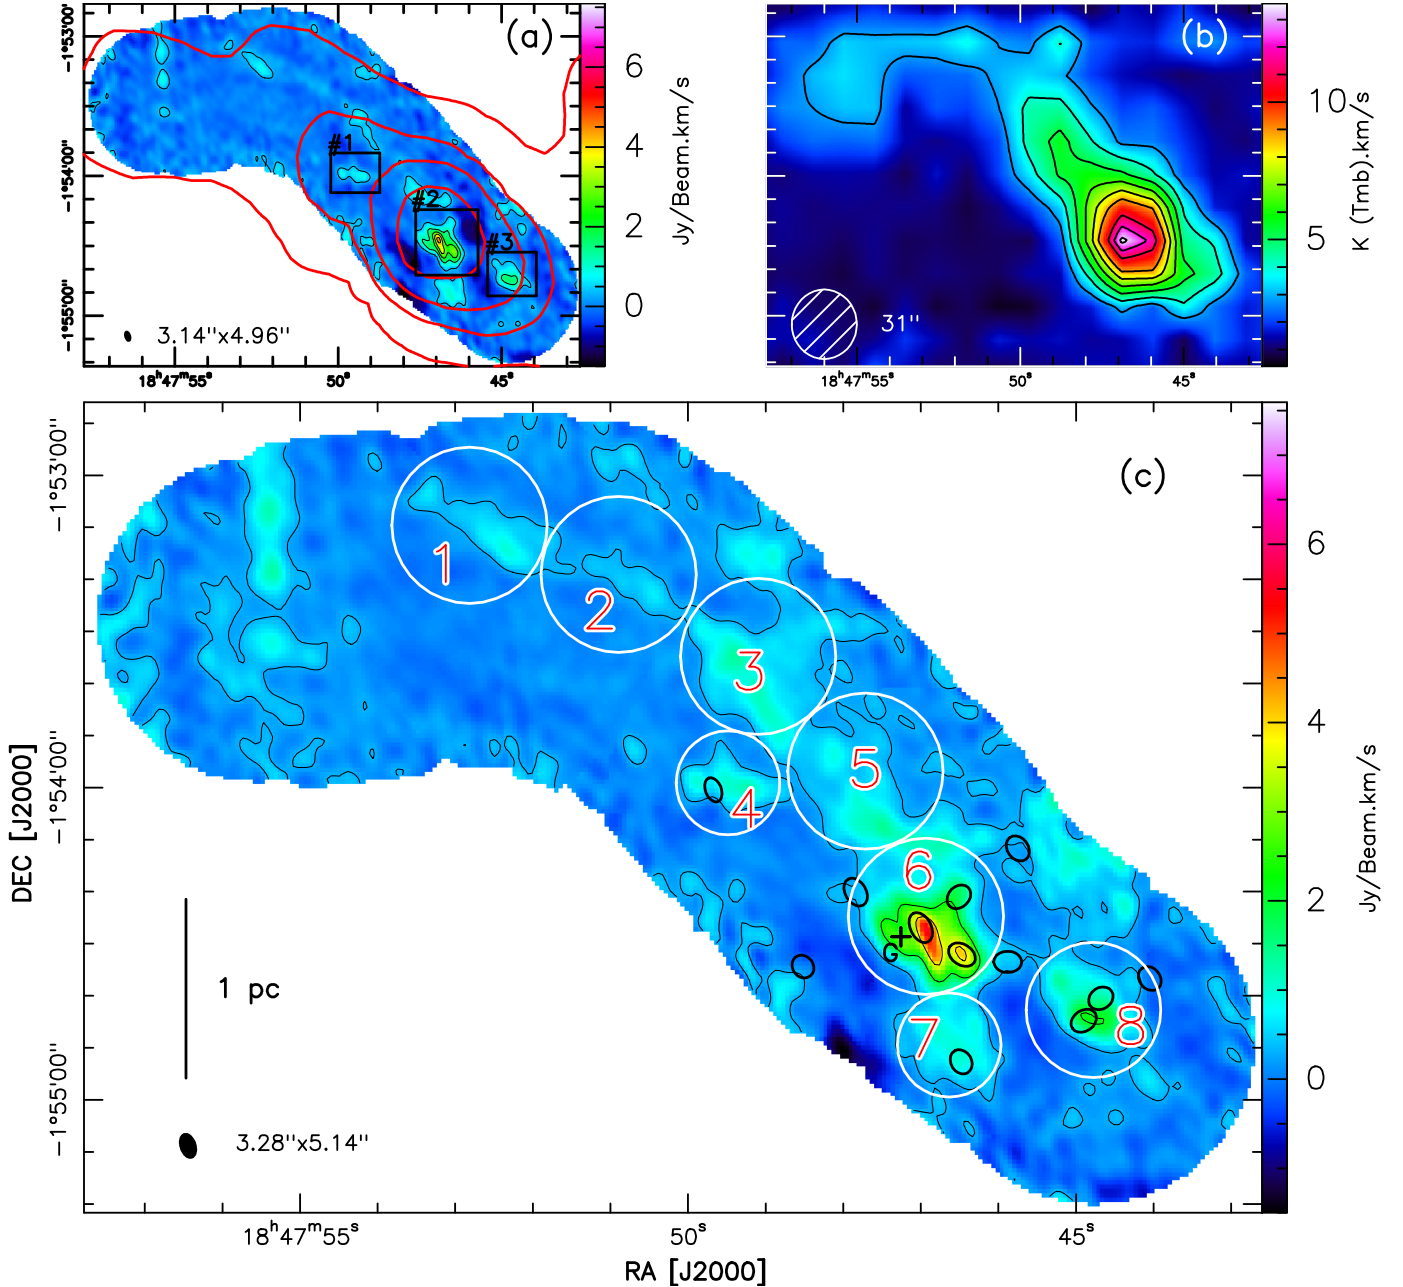 (a)
−1°53'00"
−1°54'00"
−1°55'00"
#1
#2
#3
3.14''x4.96''
18ʰ47ᵐ55ˢ
50ˢ
45ˢ
6
4
2
0
Jy/Beam.km/s
(b)
31''
18ʰ47ᵐ55ˢ
50ˢ
45ˢ
10
5
K (Tmb).km/s
(c)
−1°53'00"
−1°54'00"
−1°55'00"
DEC [J2000]
1
2
3
4
5
6
G
7
8
1 pc
3.28''x5.14''
18ʰ47ᵐ55ˢ
50ˢ
45ˢ
RA [J2000]
6
4
2
0
Jy/Beam.km/s